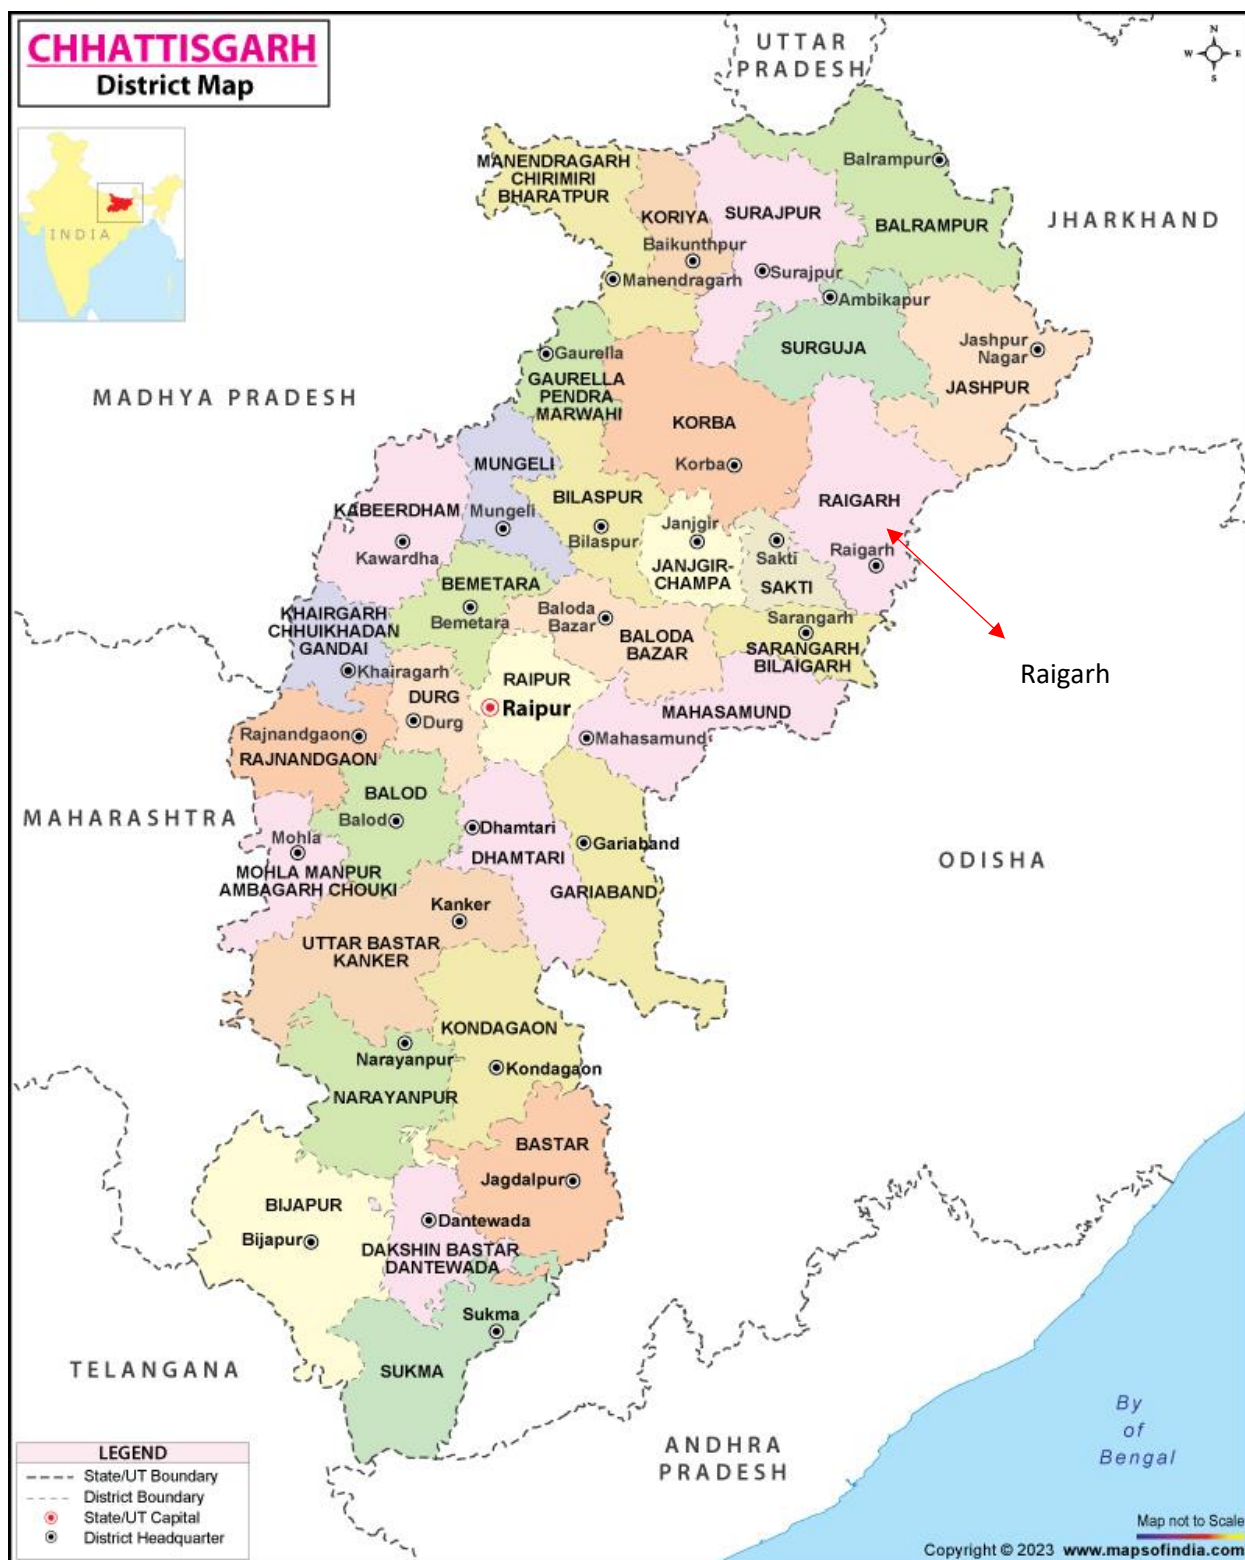 CHHATTISGARH
District Map
INDIA
UTTAR
PRADESH
N
W
E
S
MANENDRAGARH
CHIRIMIRI
BHARATPUR
KORIYA
Baikunthpur
Manendragarh
SURAJPUR
Surajpur
Balrampur
BALRAMPUR
JHARKHAND
Ambikapur
SURGUJA
Jashpur
Nagar
JASHPUR
Gaurella
GAURELLA
PENDRA
MARWAHI
MADHYA PRADESH
KORBA
Korba
MUNGELI
Mungeli
BILASPUR
Bilaspur
KABEERDHAM
Kawardha
Janjgir
JANJGIR-
CHAMPA
Sakti
SAKTI
RAIGARH
Raigarh
Raigarh
BEMETARA
Bemetara
KHAIRGARH
CHHUIKHADAN
GANDAI
Khairagarh
Baloda
Bazar
BALODA
BAZAR
Sarangarh
SARANGARH
BILAIGARH
RAIPUR
Raipur
DURG
Durg
MAHASAMUND
Mahasamund
Rajnandgaon
RAJNANDGAON
BALOD
Balod
MAHARASHTRA
Mohla
MOHLA MANPUR
AMBAGARH CHOUKI
Dhamtari
DHAMTARI
Gariaband
GARIABAND
ODISHA
Kanker
UTTAR BASTAR
KANKER
KONDAGAON
Kondagaon
Narayanpur
NARAYANPUR
BASTAR
Jagdalpur
BIJAPUR
Bijapur
Dantewada
DAKSHIN BASTAR
DANTEWADA
Sukma
SUKMA
TELANGANA
ANDHRA
PRADESH
By
of
Bengal
LEGEND
State/UT Boundary
District Boundary
State/UT Capital
District Headquarter
Map not to Scale
Copyright © 2023 www.mapsofindia.com